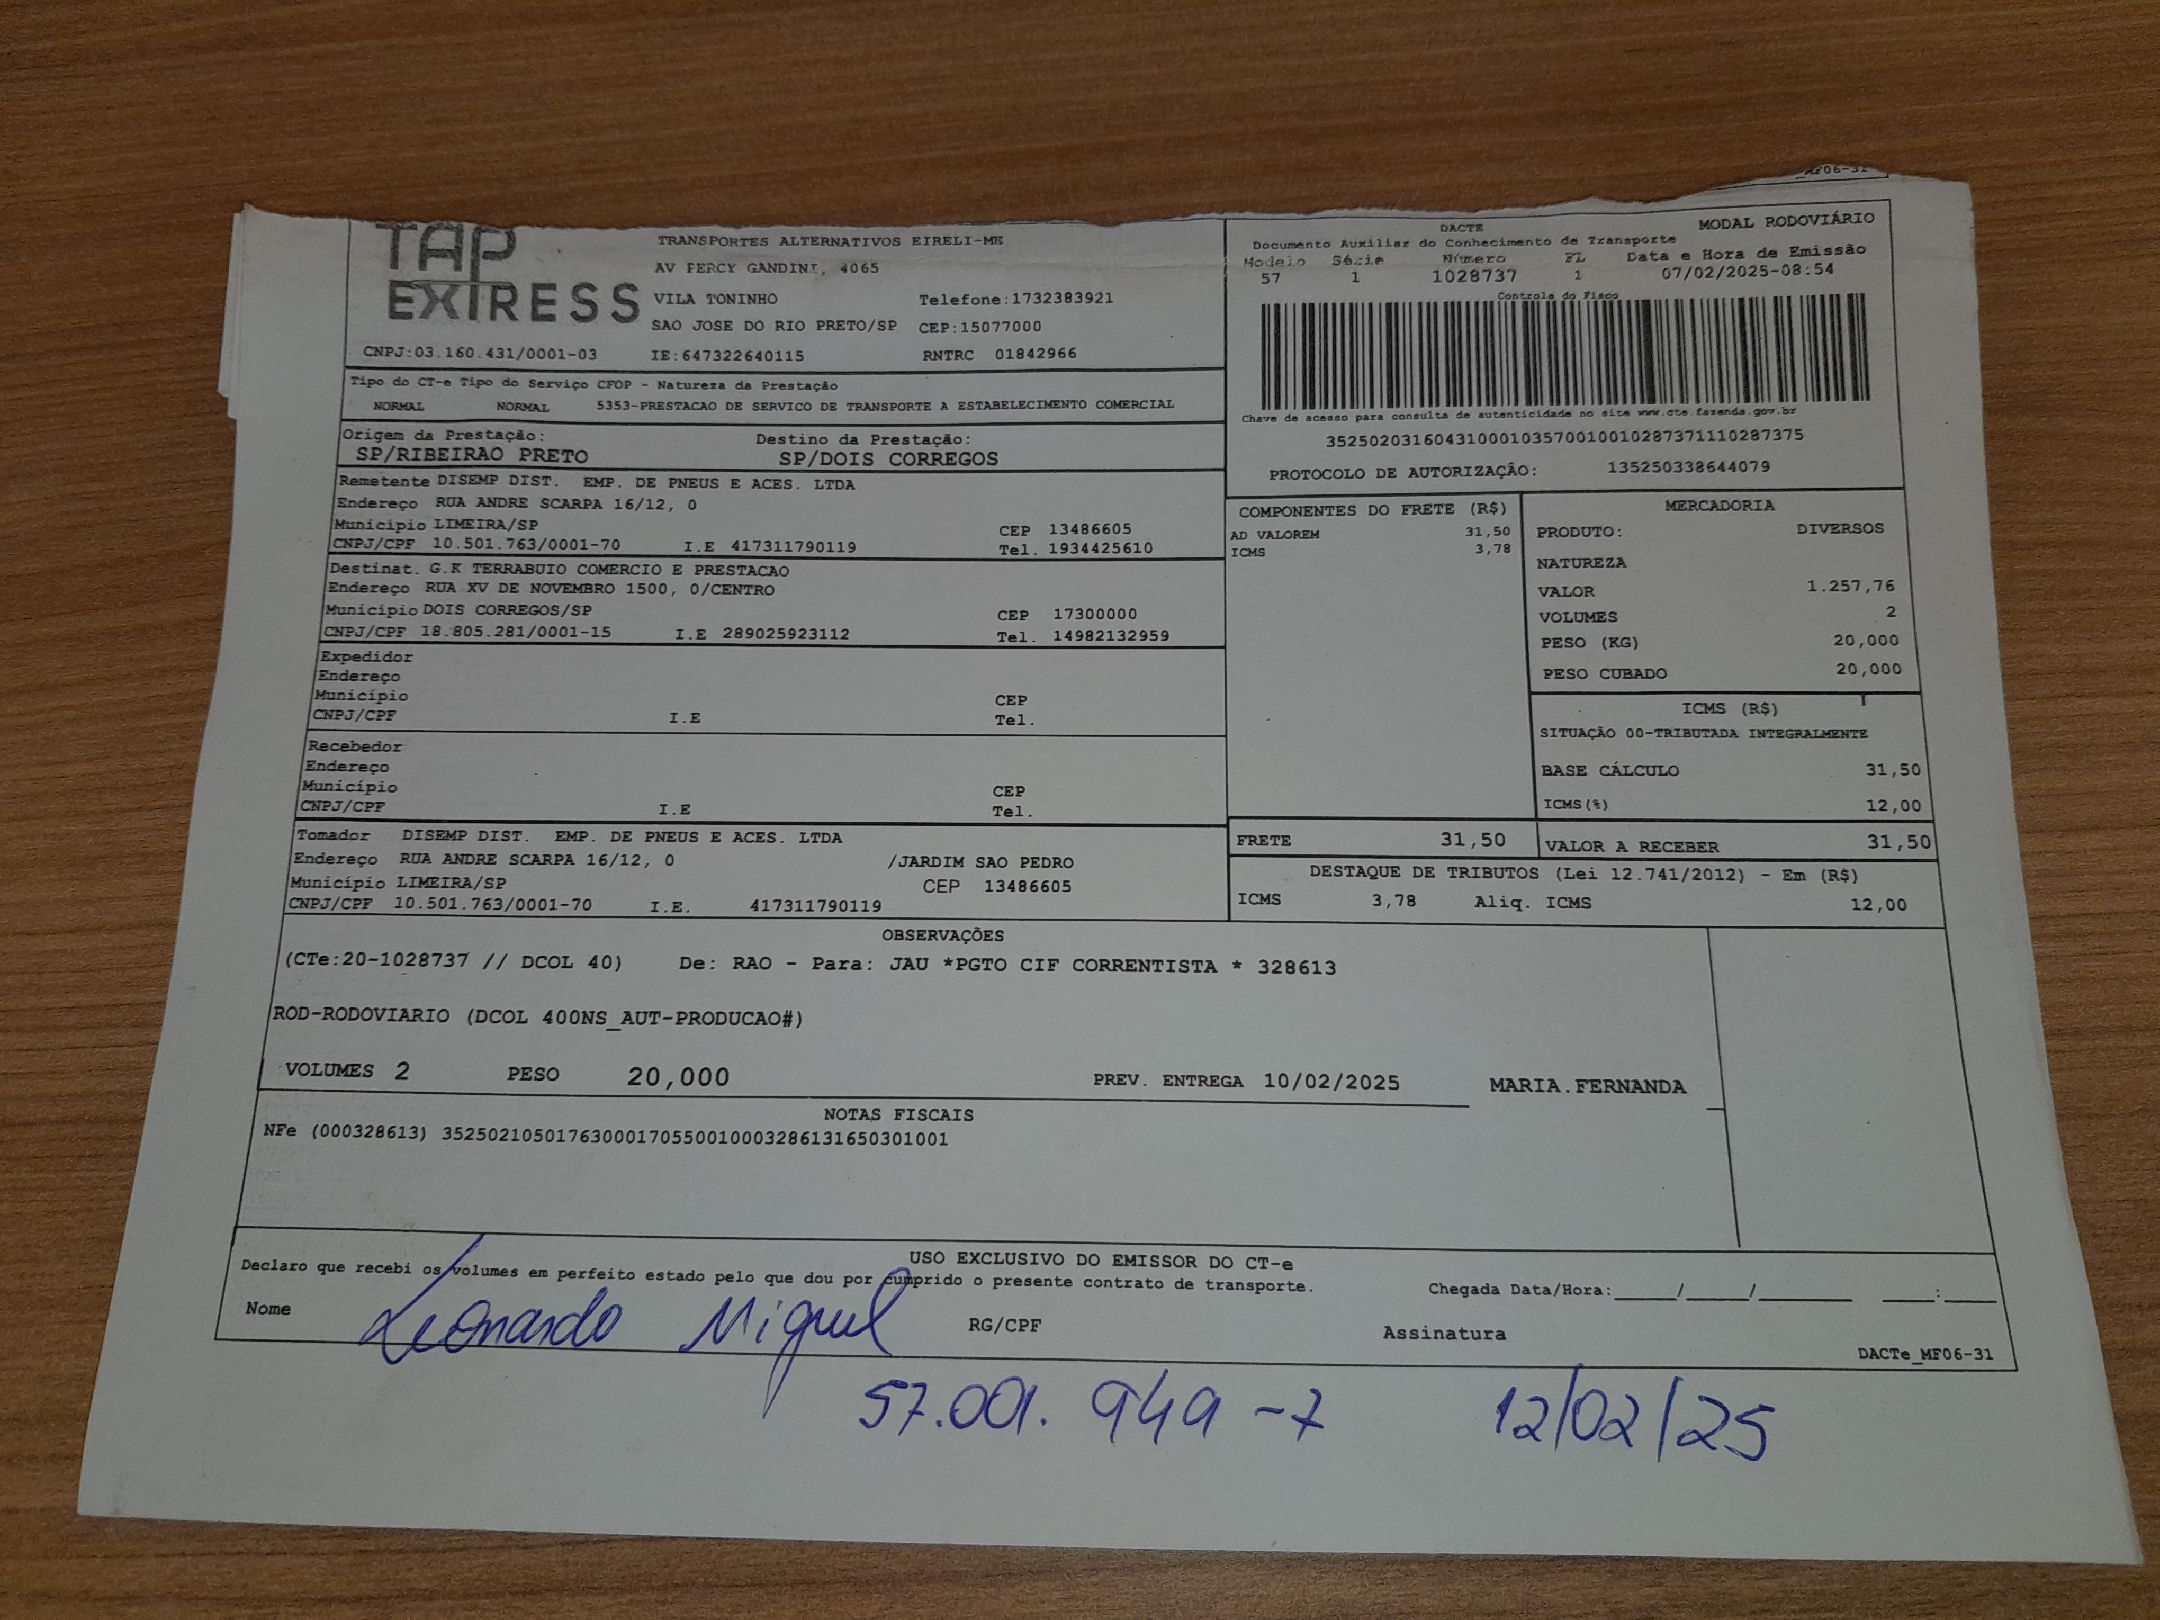 _MF06-31
TAP
EXPRESS
TRANSPORTES ALTERNATIVOS EIRELI-ME
AV PERCY GANDINI, 4065
VILA TONINHO Telefone:1732383921
SAO JOSE DO RIO PRETO/SP CEP:15077000
CNPJ:03.160.431/0001-03 IE:647322640115 RNTRC 01842966
DACTE MODAL RODOVIÁRIO
Documento Auxiliar do Conhecimento de Transporte
Modelo Série Número FL Data e Hora de Emissão
57 1 1028737 1 07/02/2025-08:54
Controle do Fisco
Chave de acesso para consulta de autenticidade no site www.cte.fazenda.gov.br
35250203160431000103570010010287371110287375
PROTOCOLO DE AUTORIZAÇÃO: 135250338644079
Tipo do CT-e Tipo do Serviço CFOP - Natureza da Prestação
NORMAL NORMAL 5353-PRESTACAO DE SERVICO DE TRANSPORTE A ESTABELECIMENTO COMERCIAL
Origem da Prestação: Destino da Prestação:
SP/RIBEIRAO PRETO SP/DOIS CORREGOS
Remetente DISEMP DIST. EMP. DE PNEUS E ACES. LTDA
Endereço RUA ANDRE SCARPA 16/12, 0
Município LIMEIRA/SP CEP 13486605
CNPJ/CPF 10.501.763/0001-70 I.E 417311790119 Tel. 1934425610
Destinat. G.K TERRABUIO COMERCIO E PRESTACAO
Endereço RUA XV DE NOVEMBRO 1500, 0/CENTRO
Município DOIS CORREGOS/SP CEP 17300000
CNPJ/CPF 18.805.281/0001-15 I.E 289025923112 Tel. 14982132959
Expedidor
Endereço
Município CEP
CNPJ/CPF I.E Tel.
Recebedor
Endereço
Município CEP
CNPJ/CPF I.E Tel.
Tomador DISEMP DIST. EMP. DE PNEUS E ACES. LTDA
Endereço RUA ANDRE SCARPA 16/12, 0 /JARDIM SAO PEDRO
Município LIMEIRA/SP CEP 13486605
CNPJ/CPF 10.501.763/0001-70 I.E. 417311790119
COMPONENTES DO FRETE (R$)
AD VALOREM 31,50
ICMS 3,78
MERCADORIA
PRODUTO: DIVERSOS
NATUREZA
VALOR 1.257,76
VOLUMES 2
PESO (KG) 20,000
PESO CUBADO 20,000
ICMS (R$)
SITUAÇÃO 00-TRIBUTADA INTEGRALMENTE
BASE CÁLCULO 31,50
ICMS(%) 12,00
FRETE 31,50 VALOR A RECEBER 31,50
DESTAQUE DE TRIBUTOS (Lei 12.741/2012) - Em (R$)
ICMS 3,78 Aliq. ICMS 12,00
OBSERVAÇÕES
(CTe:20-1028737 // DCOL 40) De: RAO - Para: JAU *PGTO CIF CORRENTISTA * 328613
ROD-RODOVIARIO (DCOL 400NS_AUT-PRODUCAO#)
VOLUMES 2 PESO 20,000 PREV. ENTREGA 10/02/2025 MARIA.FERNANDA
NOTAS FISCAIS
NFe (000328613) 35250210501763000170550010003286131650301001
USO EXCLUSIVO DO EMISSOR DO CT-e
Declaro que recebi os volumes em perfeito estado pelo que dou por cumprido o presente contrato de transporte. Chegada Data/Hora:_____/_____/________ ____:____
Nome Leonardo Miguel RG/CPF Assinatura
DACTe_MF06-31
57.001.949-7 12/02/25